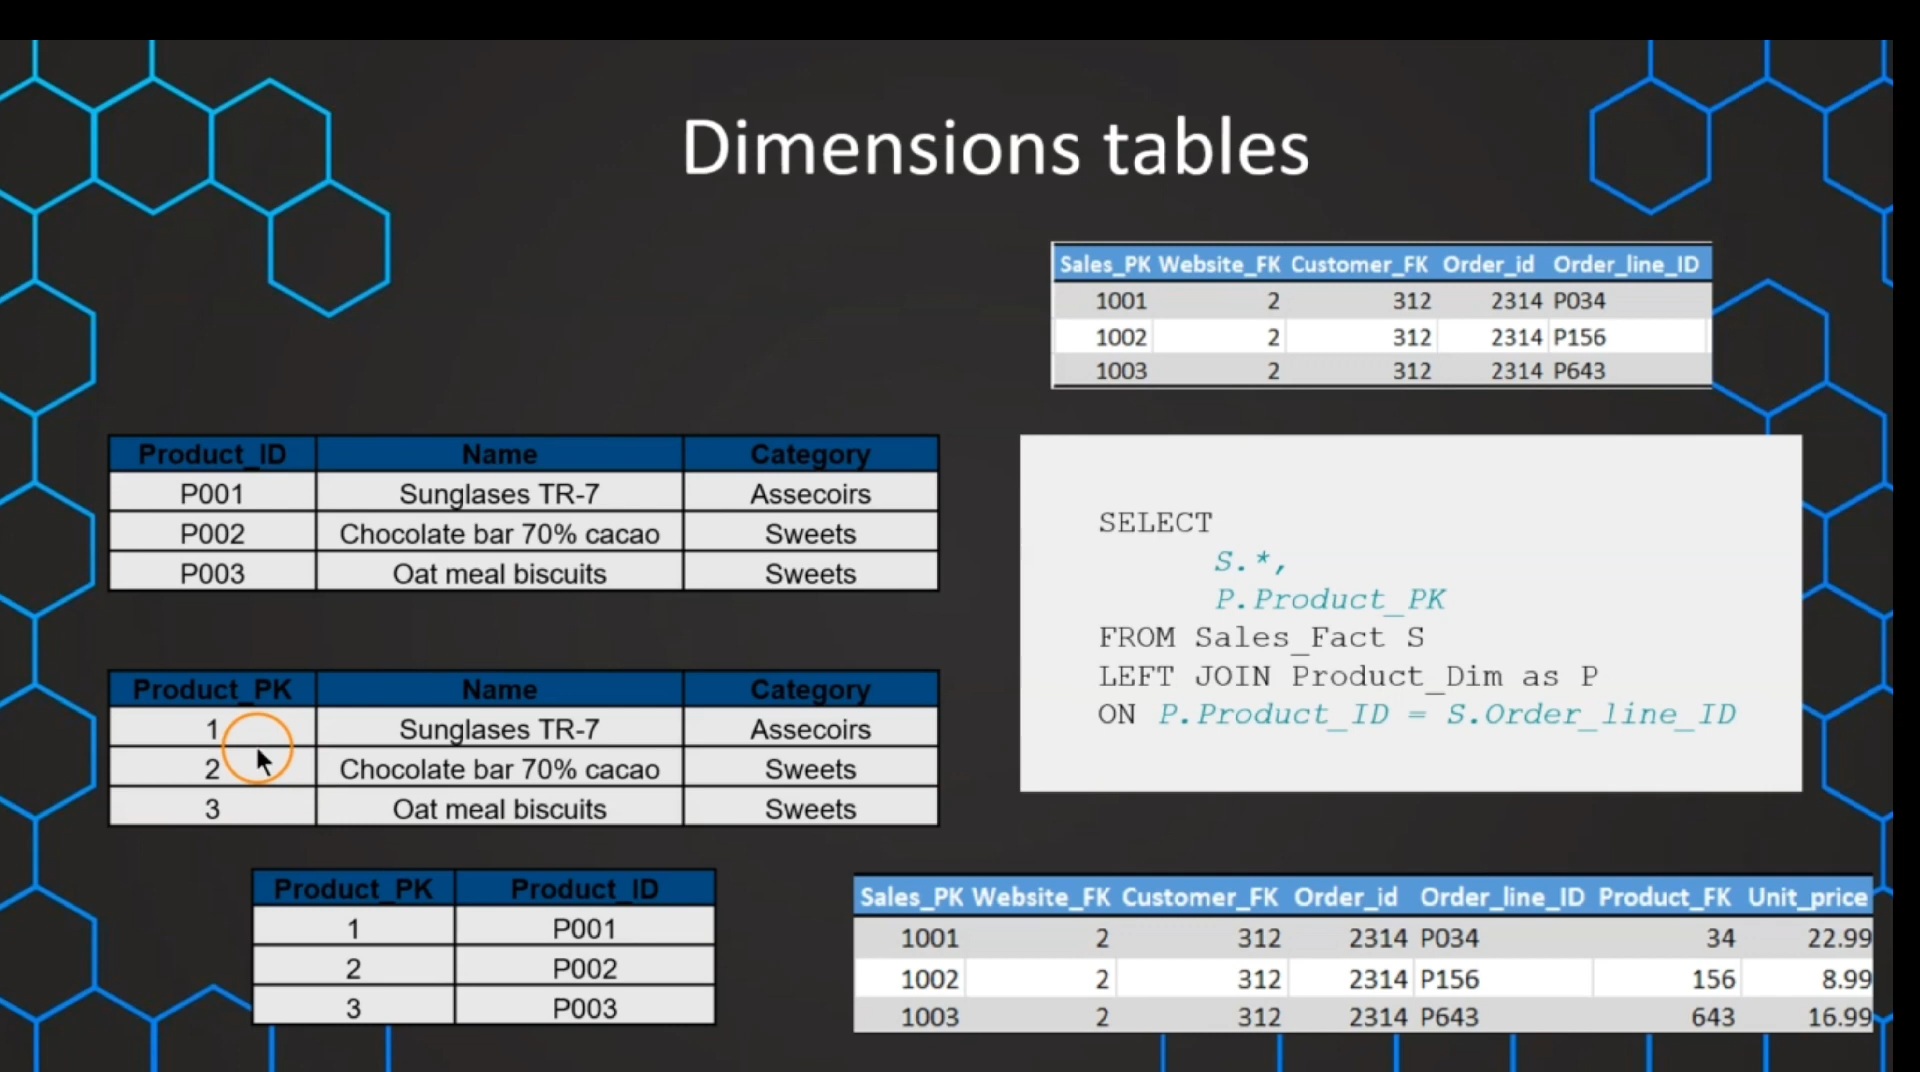 Dimensions tables
Sales_PK Website_FK Customer_FK Order_id Order_line_ID
1001 2 312 2314 P034
1002 2 312 2314 P156
1003 2 312 2314 P643
Product_ID Name Category
P001 Sunglases TR-7 Assecoirs
P002 Chocolate bar 70% cacao Sweets
P003 Oat meal biscuits Sweets
SELECT
S.*,
P.Product_PK
FROM Sales_Fact S
LEFT JOIN Product_Dim as P
ON P.Product_ID = S.Order_line_ID
Product_PK Name Category
1 Sunglases TR-7 Assecoirs
2 Chocolate bar 70% cacao Sweets
3 Oat meal biscuits Sweets
Product_PK Product_ID
1 P001
2 P002
3 P003
Sales_PK Website_FK Customer_FK Order_id Order_line_ID Product_FK Unit_price
1001 2 312 2314 P034 34 22.99
1002 2 312 2314 P156 156 8.99
1003 2 312 2314 P643 643 16.99